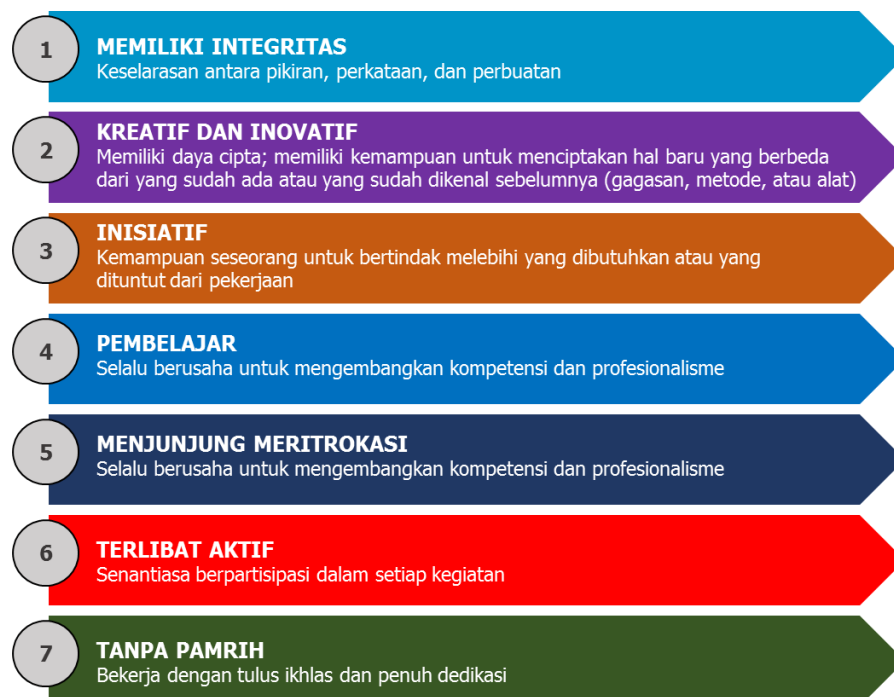 1
MEMILIKI INTEGRITAS
Keselarasan antara pikiran, perkataan, dan perbuatan
2
KREATIF DAN INOVATIF
Memiliki daya cipta; memiliki kemampuan untuk menciptakan hal baru yang berbeda
dari yang sudah ada atau yang sudah dikenal sebelumnya (gagasan, metode, atau alat)
3
INISIATIF
Kemampuan seseorang untuk bertindak melebihi yang dibutuhkan atau yang
dituntut dari pekerjaan
4
PEMBELAJAR
Selalu berusaha untuk mengembangkan kompetensi dan profesionalisme
5
MENJUNJUNG MERITROKASI
Selalu berusaha untuk mengembangkan kompetensi dan profesionalisme
6
TERLIBAT AKTIF
Senantiasa berpartisipasi dalam setiap kegiatan
7
TANPA PAMRIH
Bekerja dengan tulus ikhlas dan penuh dedikasi